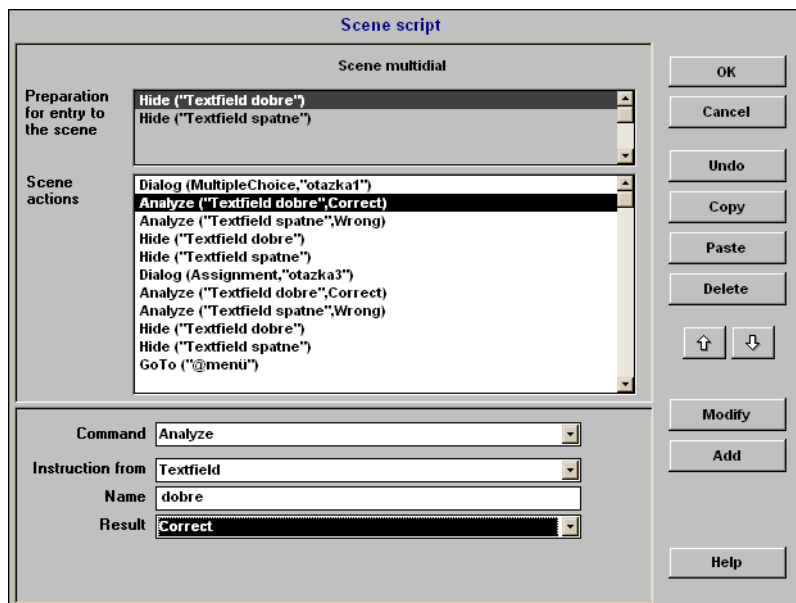 Scene script
Scene multidial
Preparation
for entry to
the scene
Hide ("Textfield dobre")
Hide ("Textfield spatne")
Scene
actions
Dialog (MultipleChoice,"otazka1")
Analyze ("Textfield dobre",Correct)
Analyze ("Textfield spatne",Wrong)
Hide ("Textfield dobre")
Hide ("Textfield spatne")
Dialog (Assignment,"otazka3")
Analyze ("Textfield dobre",Correct)
Analyze ("Textfield spatne",Wrong)
Hide ("Textfield dobre")
Hide ("Textfield spatne")
GoTo ("@menü")
Command Analyze
Instruction from Textfield
Name dobre
Result Correct
OK
Cancel
Undo
Copy
Paste
Delete
Modify
Add
Help